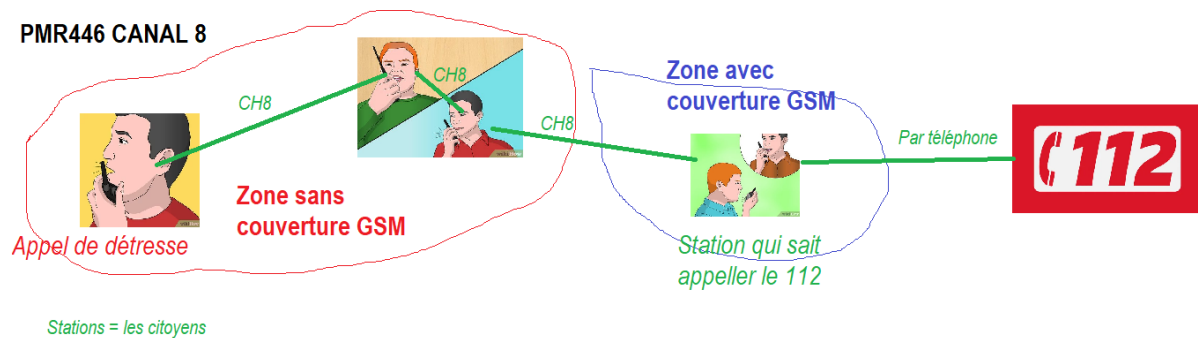 PMR446 CANAL 8
CH8
CH8
CH8
Zone avec
couverture GSM
Par téléphone
112
Zone sans
couverture GSM
Appel de détresse
Station qui sait
appeller le 112
Stations = les citoyens